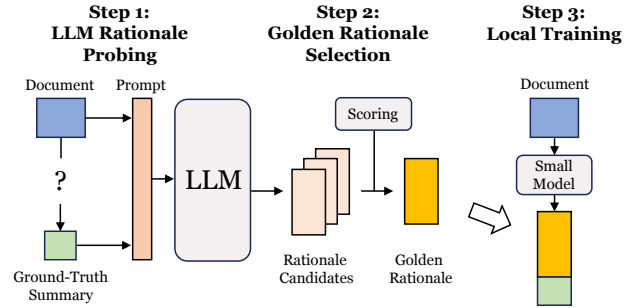 Step 1:
LLM Rationale
Probing
Step 2:
Golden Rationale
Selection
Step 3:
Local Training
Document
Prompt
?
Ground-Truth
Summary
LLM
Scoring
Rationale
Candidates
Golden
Rationale
Document
Small
Model